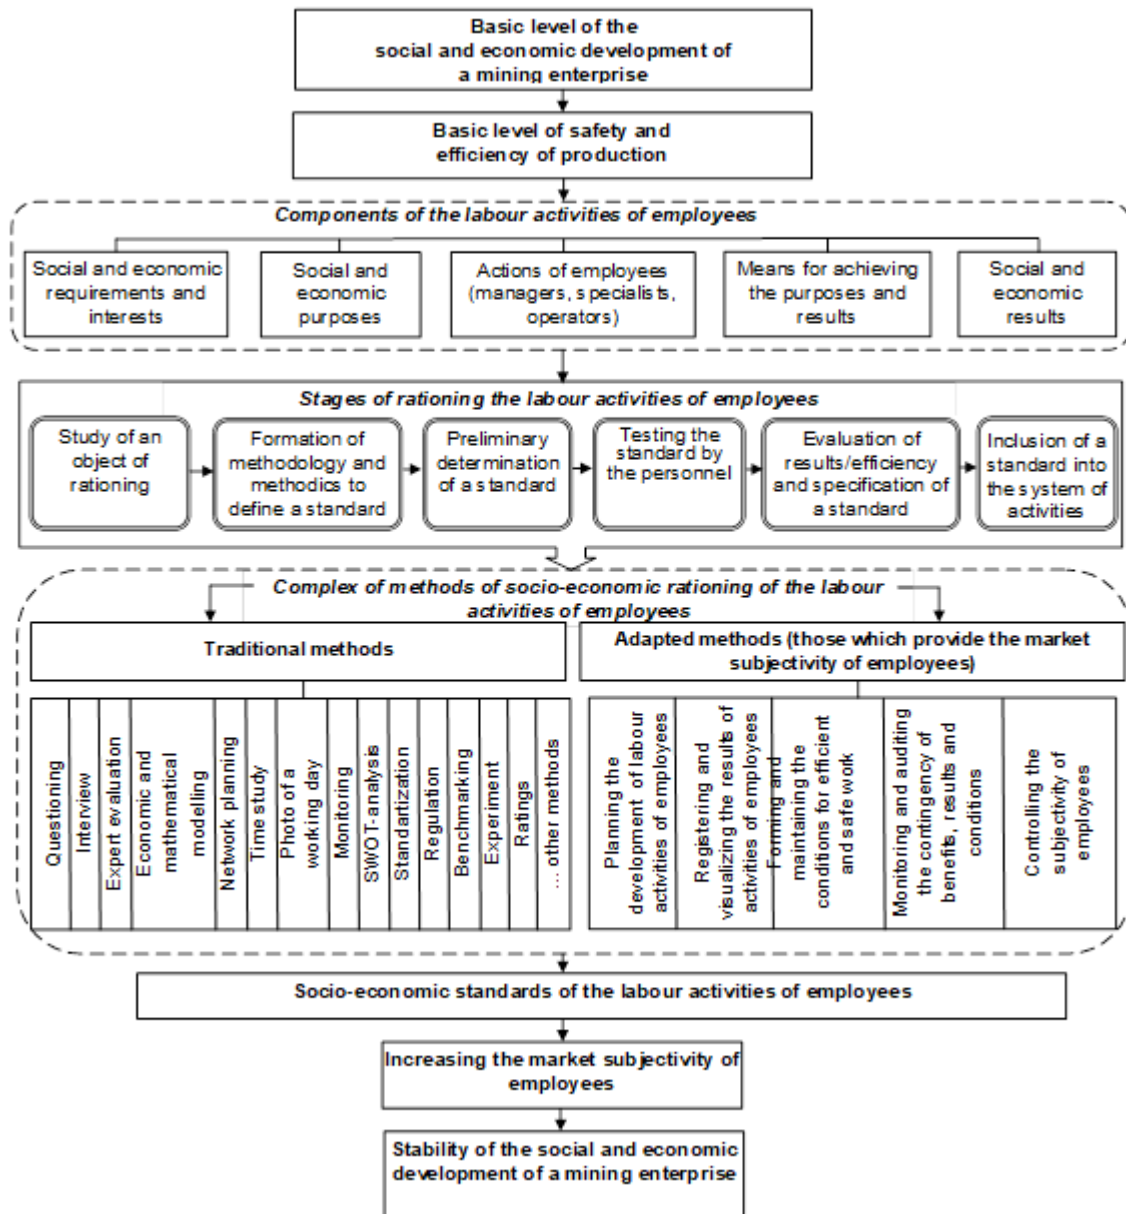 Basic level of the
social and economic development of
a mining enterprise
Basic level of safety and
efficiency of production
Components of the labour activities of employees
Social and economic
requirements and
interests
Social and
economic
purposes
Actions of employees
(managers, specialists,
operators)
Means for achieving
the purposes and
results
Social and
economic
results
Stages of rationing the labour activities of employees
Study of an
object of
rationing
Formation of
methodology and
methodics to
define a standard
Preliminary
determination
of a standard
Testing the
standard by
the personnel
Evaluation of
results/efficiency
and specification of
a standard
Inclusion of a
standard into
the system of
activities
Complex of methods of socio-economic rationing of the labour
activities of employees
Traditional methods
Adapted methods (those which provide the market
subjectivity of employees)
Questioning
Interview
Expert evaluation
Economic and
mathematical
modelling
Network planning
Time study
Photo of a
working day
Monitoring
SWOT-analysis
Standartization
Regulation
Benchmarking
Experiment
Ratings
... other methods
Planning the
development of labour
activities of employees
Registering and
visualizing the results of
activities of employees
Forming and
maintaining the
conditions for efficient
and safe work
Monitoring and auditing
the contingency of
benefits, results and
conditions
Controlling the
subjectivity of
employees
Socio-economic standards of the labour activities of employees
Increasing the market subjectivity of
employees
Stability of the social and economic
development of a mining enterprise